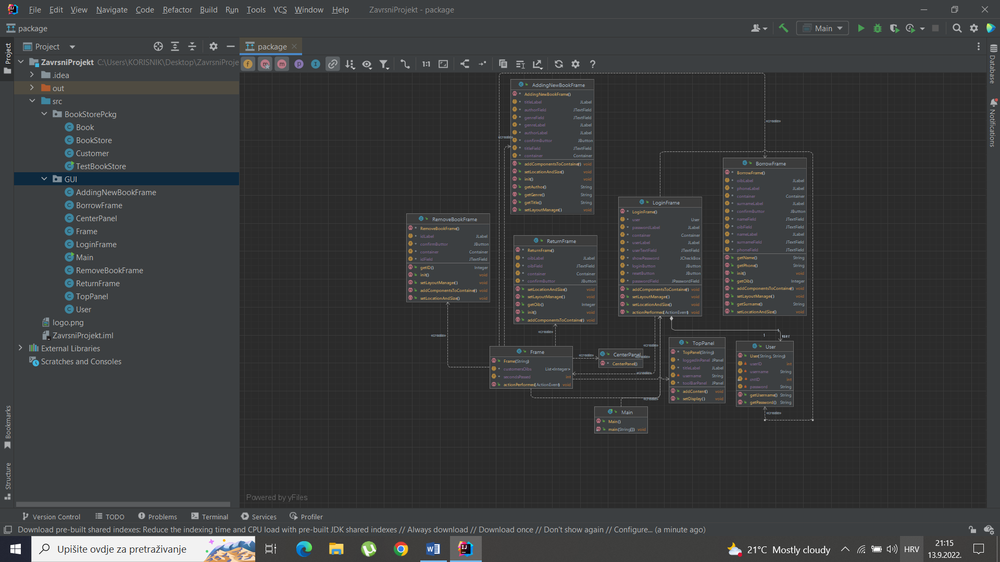 File Edit View Navigate Code Refactor Build Run Tools VCS Window Help ZavrsniProjekt - package
package
Main
Project
package
Project
ZavrsniProjekt C:\Users\KORISNIK\Desktop\ZavrsniProje
.idea
out
src
BookStorePckg
Book
BookStore
Customer
TestBookStore
GUI
AddingNewBookFrame
BorrowFrame
CenterPanel
Frame
LoginFrame
Main
RemoveBookFrame
ReturnFrame
TopPanel
User
logo.png
ZavrsniProjekt.iml
External Libraries
Scratches and Consoles
Bookmarks
Structure
1:1
AddingNewBookFrame
AddingNewBookFrame()
titleLabel JLabel
authorField JTextField
genreField JTextField
genreLabel JLabel
authorLabel JLabel
confirmButtor JButton
titleField JTextField
container Container
addComponentsToContainer() void
setLocationAndSize() void
init() void
getAuthor() String
getGenre() String
getTitle() String
setLayoutManager() void
«create»
«create»
RemoveBookFrame
RemoveBookFrame()
idLabel JLabel
confirmButtor JButton
container Container
idField JTextField
getID() Integer
init() void
setLayoutManager() void
addComponentsToContainer() void
setLocationAndSize() void
«create»
ReturnFrame
ReturnFrame()
oibLabel JLabel
oibField JTextField
container Container
confirmButtor JButton
setLocationAndSize() void
setLayoutManager() void
getOib() Integer
init() void
addComponentsToContainer() void
«create»
LoginFrame
LoginFrame()
user User
passwordLabel JLabel
container Container
userLabel JLabel
userTextField JTextField
showPassword JCheckBox
loginButton JButton
resetButton JButton
passwordField JPasswordField
addComponentsToContainer() void
setLayoutManager() void
setLocationAndSize() void
actionPerformed(ActionEvent) void
BorrowFrame
BorrowFrame()
oibLabel JLabel
phoneLabel JLabel
container Container
surnameLabel JLabel
confirmButtor JButton
nameField JTextField
oibField JTextField
nameLabel JLabel
surnameField JTextField
phoneField JTextField
getName() String
getPhone() String
init() void
getOib() Integer
addComponentsToContainer() void
setLayoutManager() void
getSurname() String
setLocationAndSize() void
Frame
Frame(String)
customersOibs List<Integer>
secondsPassed int
actionPerformed(ActionEvent) void
«create»
CenterPanel
CenterPanel()
«create»
«create»
«create»
«create»
TopPanel
TopPanel(String)
loggedInPanel JPanel
titleLabel JLabel
username String
toolBarPanel JPanel
addContent() void
setDisplay() void
1 1 user
User
User(String, String)
userID int
username String
cntID int
password String
getUsername() String
getPassword() String
«create»
Main
Main()
main(String[]) void
Powered by yFiles
Database
Notifications
Version Control TODO Problems Terminal Services Profiler
Download pre-built shared indexes: Reduce the indexing time and CPU load with pre-built JDK shared indexes // Always download // Download once // Don't show again // Configure... (a minute ago)
Upišite ovdje za pretraživanje
21°C Mostly cloudy
HRV
21:15
13.9.2022.